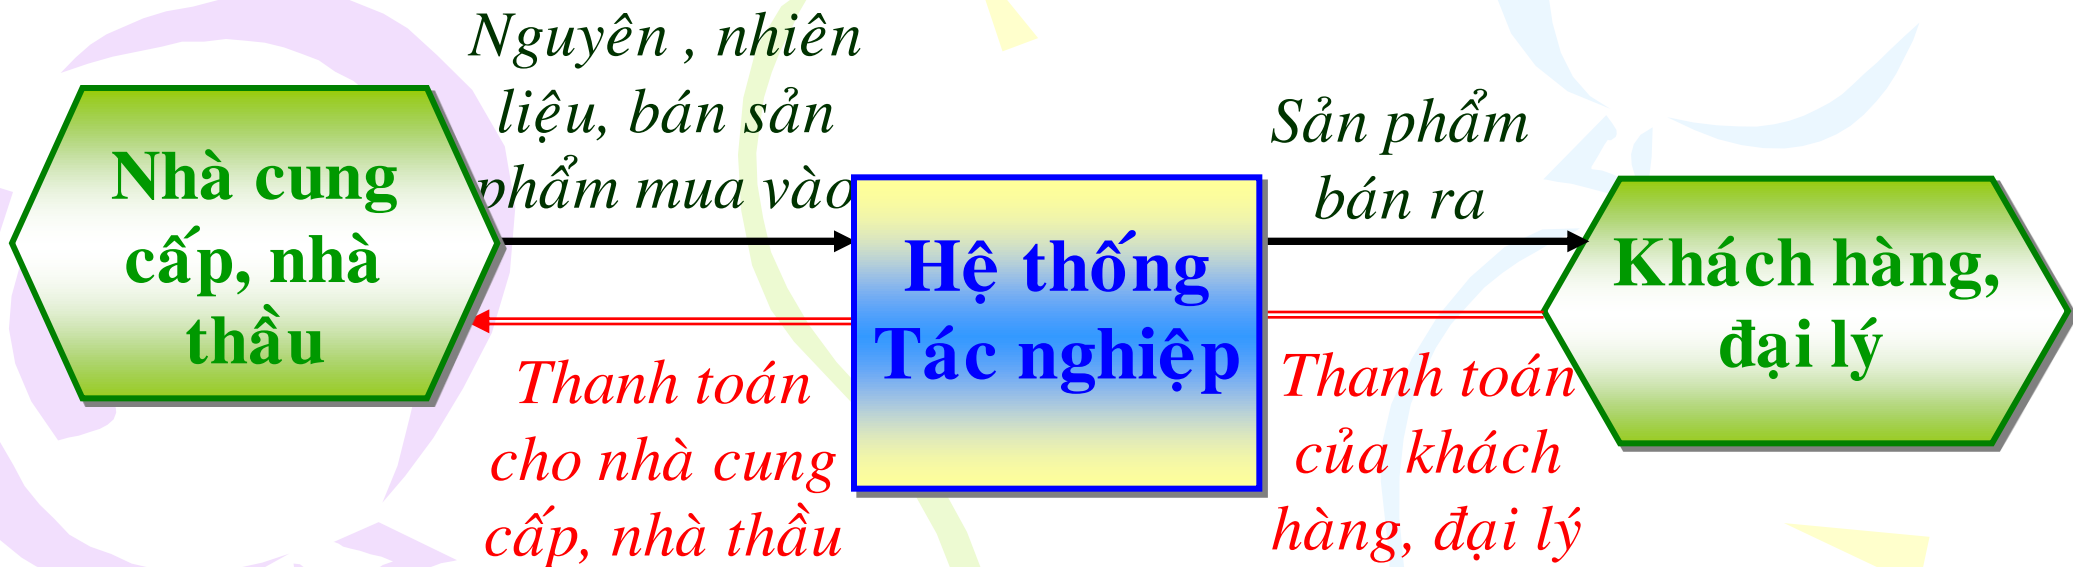 Nguyên , nhiên
liệu, bán sản
phẩm mua vào
Sản phẩm
bán ra
Nhà cung
cấp, nhà
thầu
Hệ thống
Tác nghiệp
Khách hàng,
đại lý
Thanh toán
cho nhà cung
cấp, nhà thầu
Thanh toán
của khách
hàng, đại lý